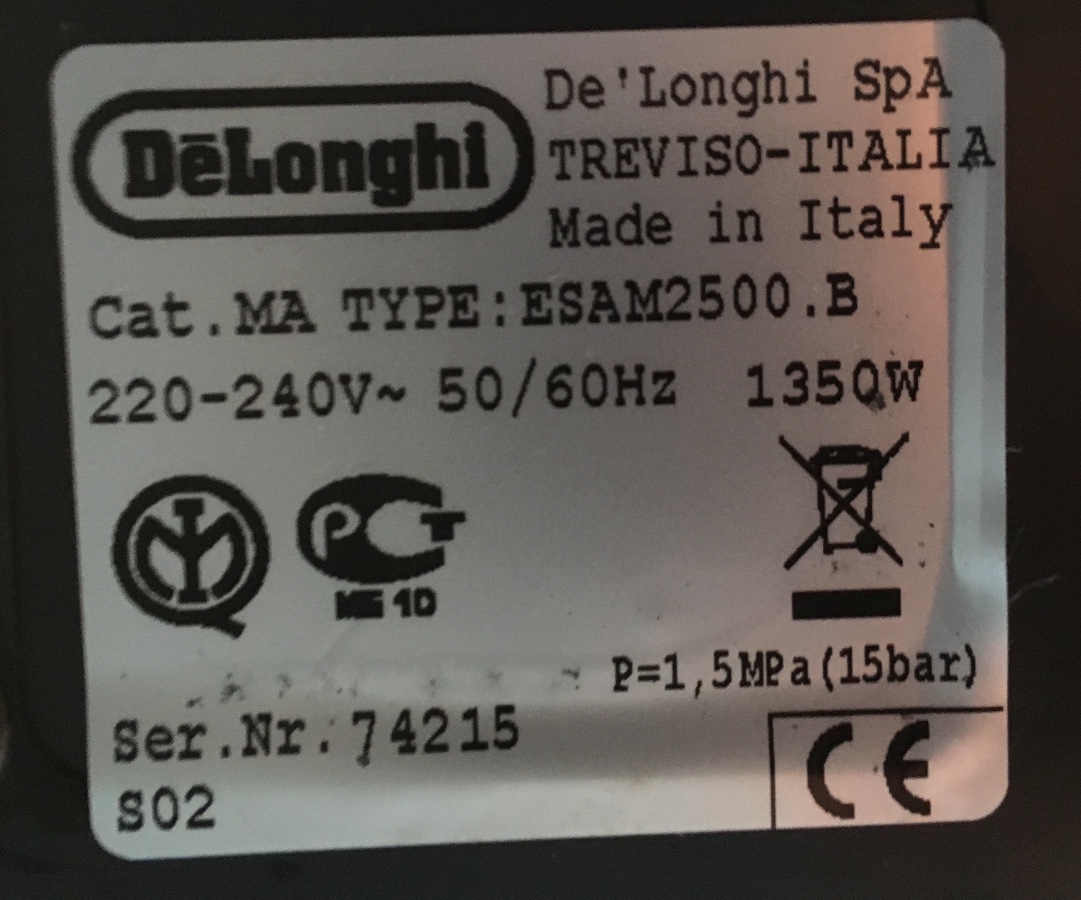 DēLonghi
De'Longhi SpA
TREVISO-ITALIA
Made in Italy
Cat.MA TYPE:ESAM2500.B
220-240V~ 50/60Hz 1350W
PCT
10
P=1,5MPa(15bar)
Ser.Nr.74215
S02
CE